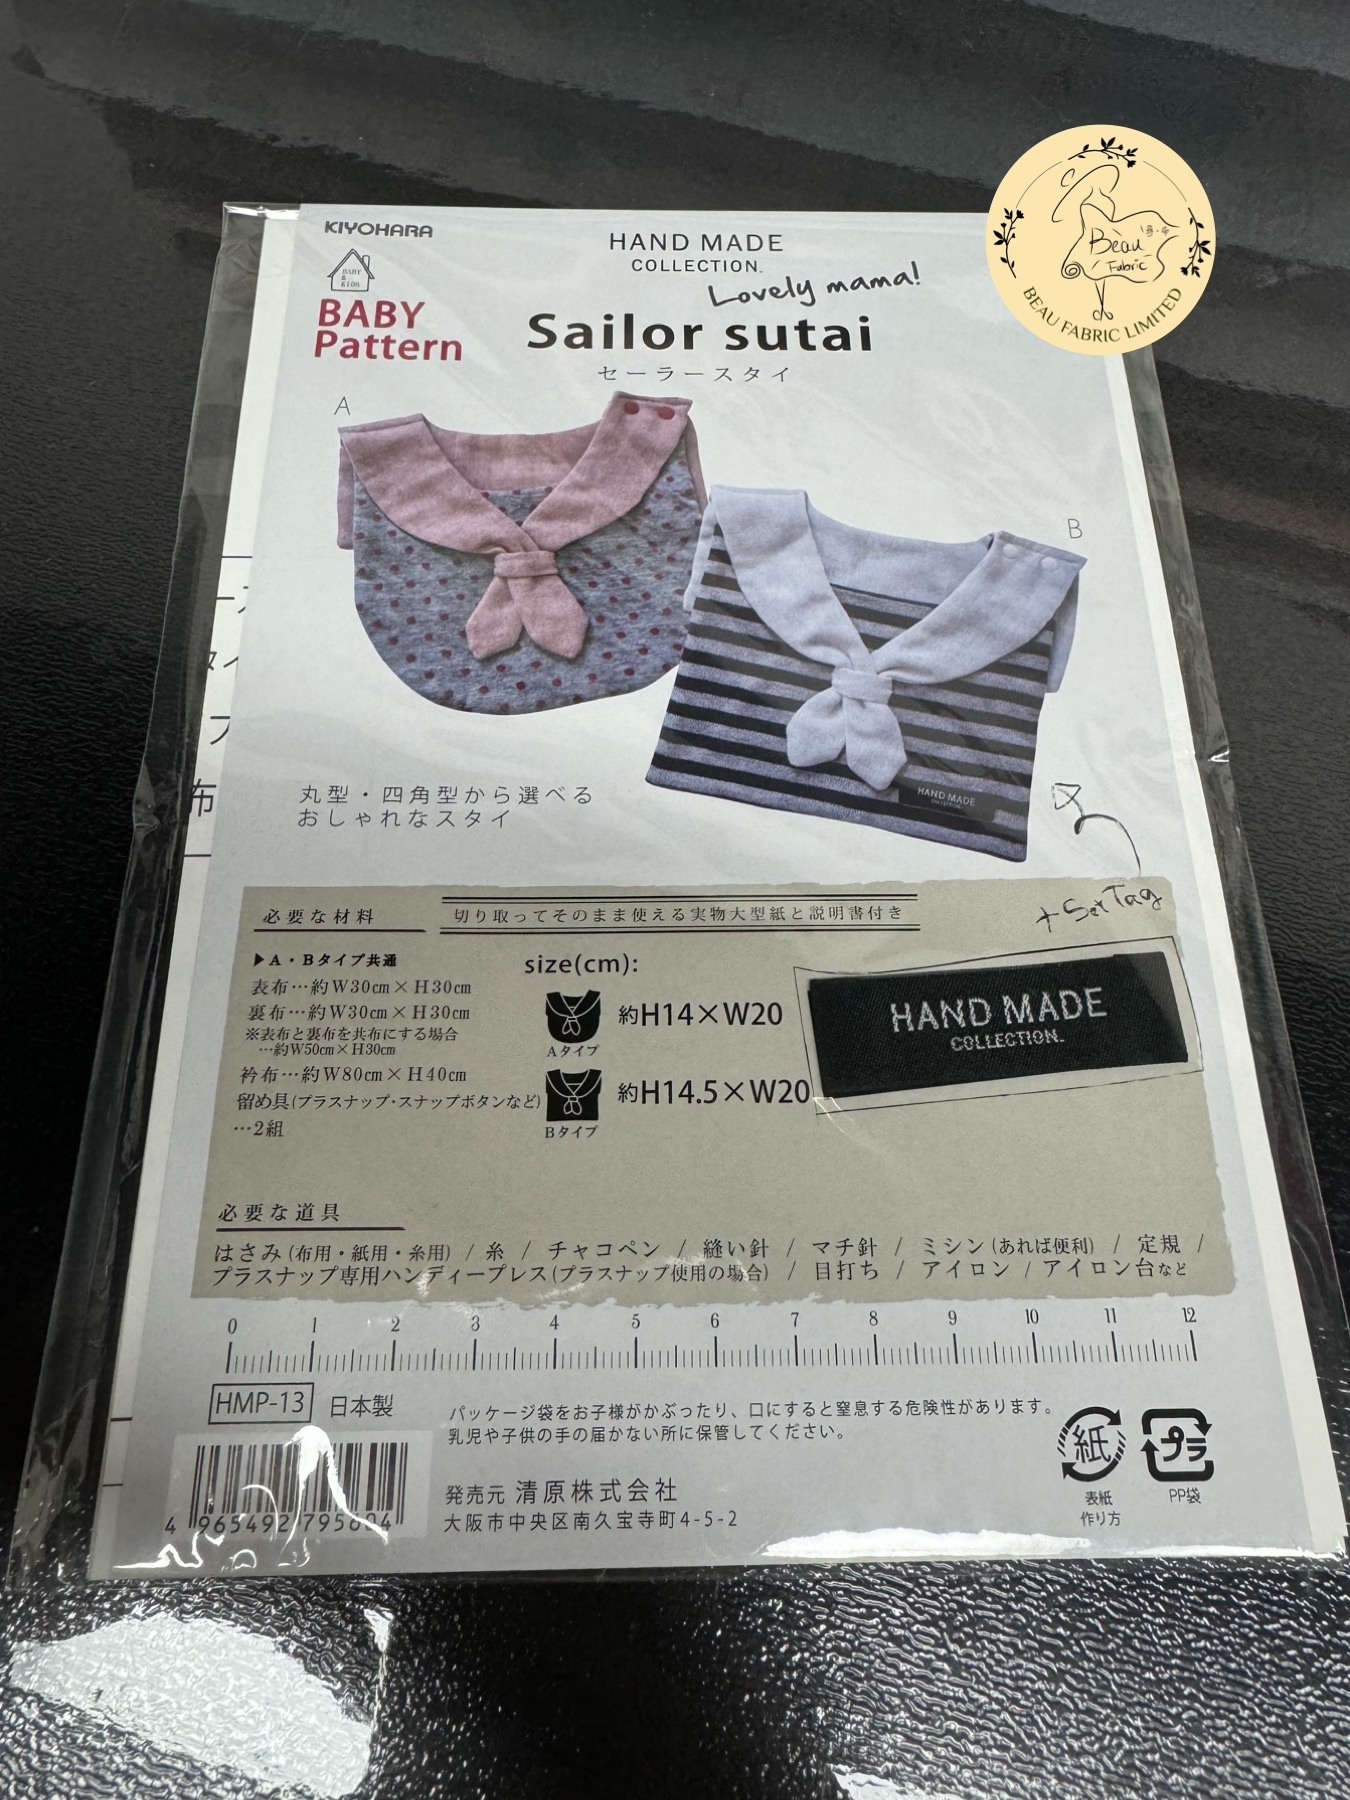 KIYOHARA
BABY
&
KIDS
BABY
Pattern
HAND MADE
COLLECTION.
Lovely mama!
Sailor sutai
セーラースタイ
Beau
Fabric
BEAU FABRIC LIMITED
A
B
HAND MADE
COLLECTION.
丸型・四角型から選べる
おしゃれなスタイ
必要な材料
切り取ってそのまま使える実物大型紙と説明書付き
▶A・Bタイプ共通
表布…約W30㎝×H30㎝
裏布…約W30㎝×H30㎝
※表布と裏布を共布にする場合
…約W50㎝×H30㎝
衿布…約W80㎝×H40㎝
留め具(プラスナップ・スナップボタンなど)
…2組
size(cm):
約H14×W20
Aタイプ
約H14.5×W20
Bタイプ
+ Set Tag
HAND MADE
COLLECTION.
必要な道具
はさみ(布用・紙用・糸用) / 糸 / チャコペン / 縫い針 / マチ針 / ミシン(あれば便利) / 定規 /
プラスナップ専用ハンディープレス(プラスナップ使用の場合) / 目打ち / アイロン / アイロン台など
0 1 2 3 4 5 6 7 8 9 10 11 12
HMP-13 日本製
パッケージ袋をお子様がかぶったり、口にすると窒息する危険性があります。
乳児や子供の手の届かない所に保管してください。
発売元 清原株式会社
大阪市中央区南久宝寺町4-5-2
紙
表紙
作り方
プラ
PP袋
4 965492 795604